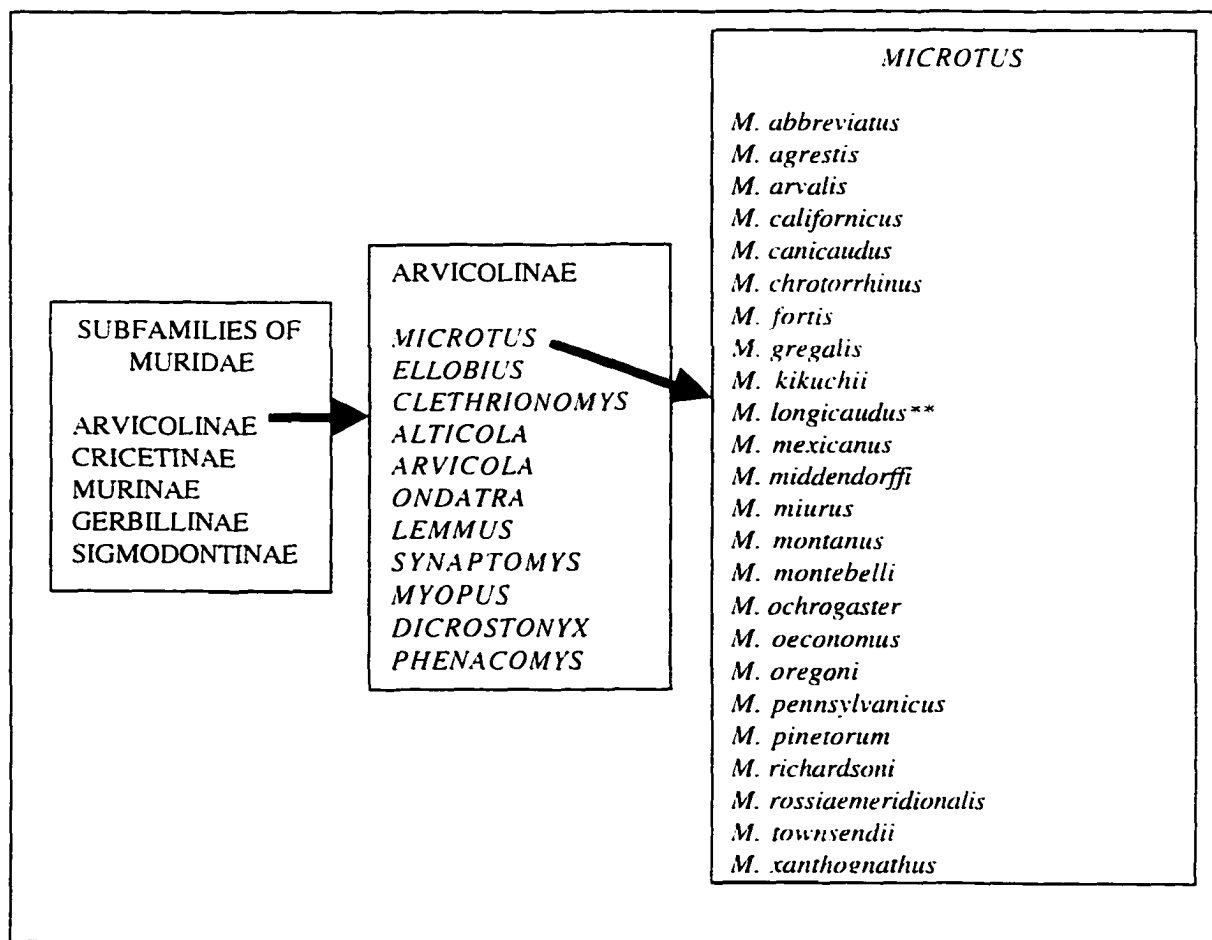 SUBFAMILIES OF
MURIDAE
ARVICOLINAE
CRICETINAE
MURINAE
GERBILLINAE
SIGMODONTINAE
ARVICOLINAE
MICROTUS
ELLOBIUS
CLETHRIONOMYS
ALTICOLA
ARVICOLA
ONDATRA
LEMMUS
SYNAPTOMYS
MYOPUS
DICROSTONYX
PHENACOMYS
MICROTUS
M. abbreviatus
M. agrestis
M. arvalis
M. californicus
M. canicaudus
M. chrotorrhinus
M. fortis
M. gregalis
M. kikuchii
M. longicaudus**
M. mexicanus
M. middendorffi
M. miurus
M. montanus
M. montebelli
M. ochrogaster
M. oeconomus
M. oregoni
M. pennsylvanicus
M. pinetorum
M. richardsoni
M. rossiaemeridionalis
M. townsendii
M. xanthognathus